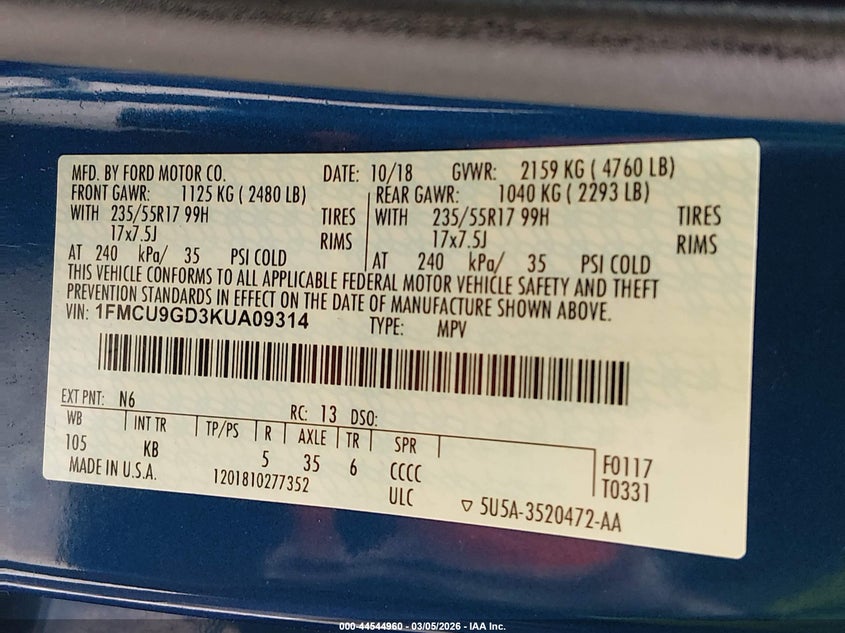 MFD. BY FORD MOTOR CO. DATE: 10/18 GVWR: 2159 KG ( 4760 LB)
FRONT GAWR: 1125 KG ( 2480 LB) REAR GAWR: 1040 KG ( 2293 LB)
WITH 235/55R17 99H TIRES WITH 235/55R17 99H TIRES
17x7.5J RIMS 17x7.5J RIMS
AT 240 kPa/ 35 PSI COLD AT 240 kPa/ 35 PSI COLD
THIS VEHICLE CONFORMS TO ALL APPLICABLE FEDERAL MOTOR VEHICLE SAFETY AND THEFT
PREVENTION STANDARDS IN EFFECT ON THE DATE OF MANUFACTURE SHOWN ABOVE.
VIN: 1FMCU9GD3KUA09314 TYPE: MPV
EXT PNT: N6 RC: 13 DSO:
WB INT TR TP/PS R AXLE TR SPR
105 KB 5 35 6 CCCC F0117
MADE IN U.S.A. 1201810277352 ULC T0331
▽ 5U5A-3520472-AA
000-44544960 - 03/05/2026 - IAA Inc.